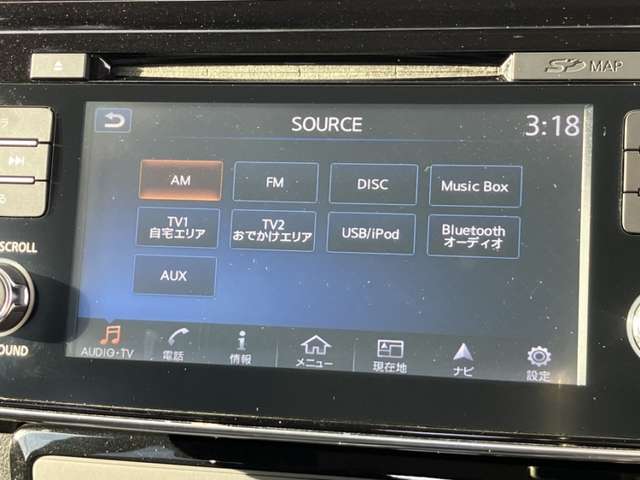 SD MAP
SOURCE
3:18
AM
FM
DISC
Music Box
TV1
自宅エリア
TV2
おでかけエリア
USB/iPod
Bluetooth
オーディオ
AUX
SCROLL
AUDIO・TV
電話
情報
メニュー
現在地
ナビ
設定